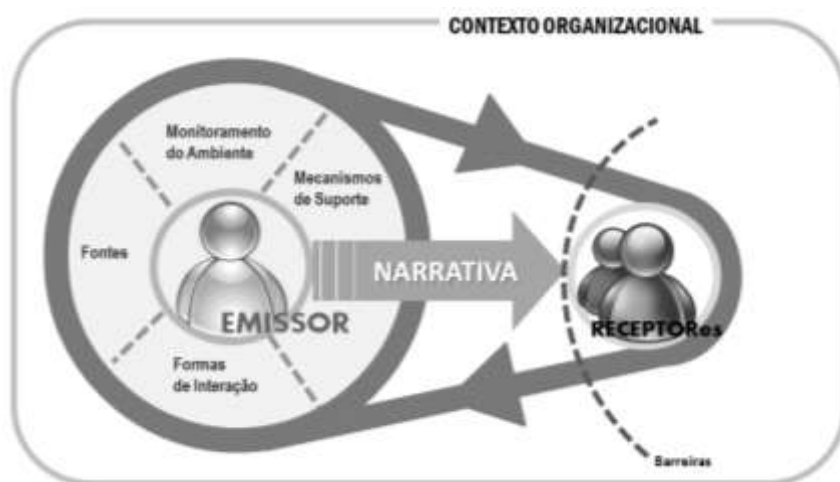 CONTEXTO ORGANIZACIONAL
Monitoramento
do Ambiente
Mecanismos
de Suporte
Fontes
NARRATIVA
EMISSOR
RECEPTORes
Formas
de Interação
Barreiras